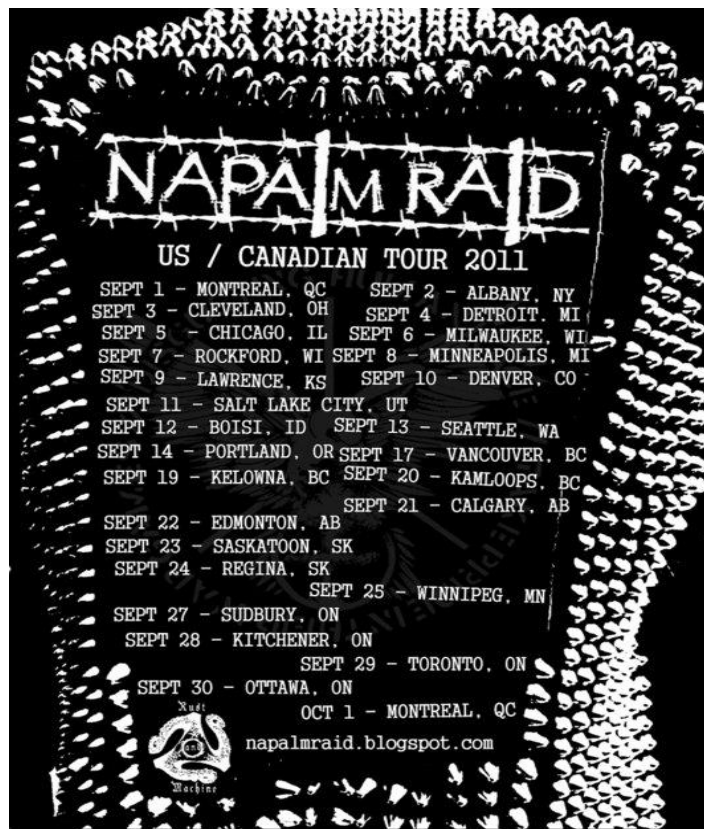 NAPALM RAID
US / CANADIAN TOUR 2011
SEPT 1 - MONTREAL, QC SEPT 2 - ALBANY, NY
SEPT 3 - CLEVELAND, OH SEPT 4 - DETROIT. MI
SEPT 5 - CHICAGO, IL SEPT 6 - MILWAUKEE, WI
SEPT 7 - ROCKFORD, WI SEPT 8 - MINNEAPOLIS, MI
SEPT 9 - LAWRENCE, KS SEPT 10 - DENVER, CO
SEPT 11 - SALT LAKE CITY, UT
SEPT 12 - BOISI, ID SEPT 13 - SEATTLE, WA
SEPT 14 - PORTLAND, OR SEPT 17 - VANCOUVER, BC
SEPT 19 - KELOWNA, BC SEPT 20 - KAMLOOPS, BC
SEPT 21 - CALGARY, AB
SEPT 22 - EDMONTON, AB
SEPT 23 - SASKATOON, SK
SEPT 24 - REGINA, SK
SEPT 25 - WINNIPEG, MN
SEPT 27 - SUDBURY, ON
SEPT 28 - KITCHENER, ON
SEPT 29 - TORONTO, ON
SEPT 30 - OTTAWA, ON
OCT 1 - MONTREAL, QC
Rust
and
Machine
napalmraid.blogspot.com